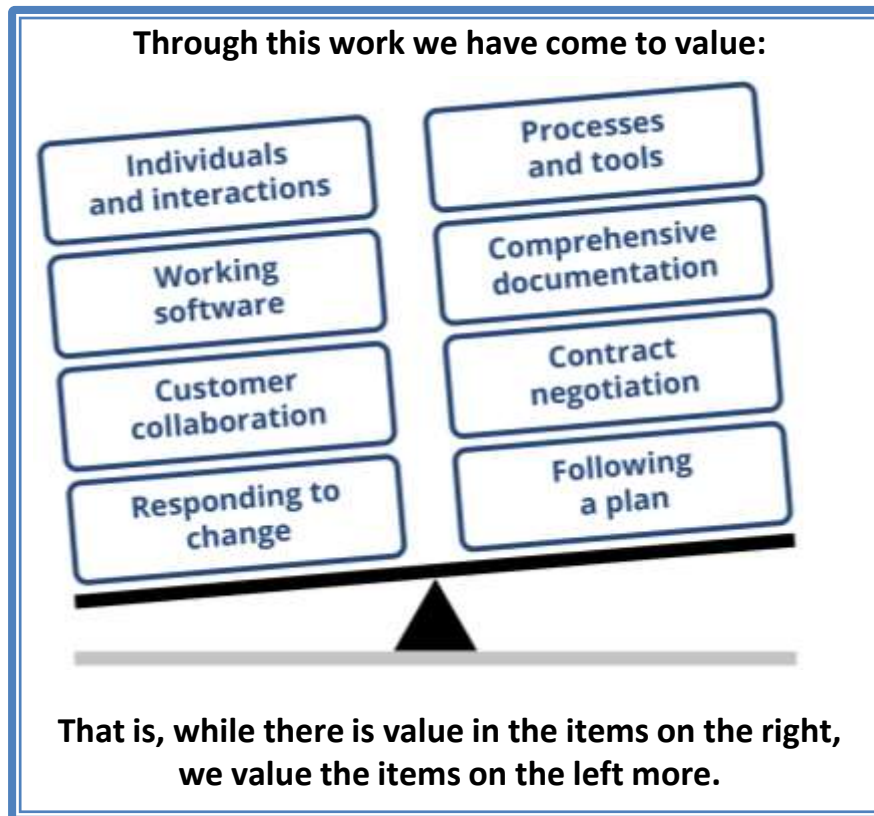 Through this work we have come to value:
Individuals
and interactions
Processes
and tools
Working
software
Comprehensive
documentation
Customer
collaboration
Contract
negotiation
Responding to
change
Following
a plan
That is, while there is value in the items on the right,
we value the items on the left more.